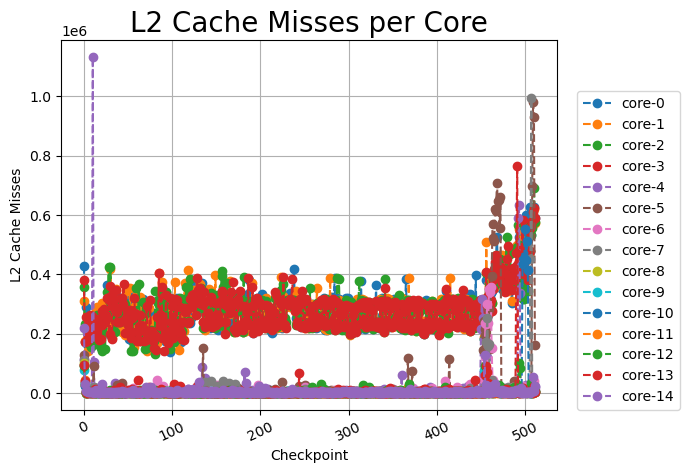 L2 Cache Misses per Core
1e6
L2 Cache Misses
1.0
0.8
0.6
0.4
0.2
0.0
0
100
200
300
400
500
Checkpoint
core-0
core-1
core-2
core-3
core-4
core-5
core-6
core-7
core-8
core-9
core-10
core-11
core-12
core-13
core-14